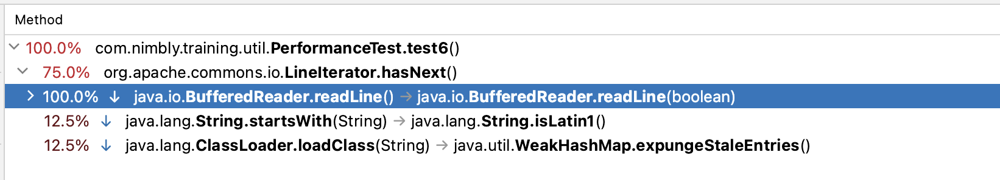 Method
100.0% com.nimbly.training.util.PerformanceTest.test6()
75.0% org.apache.commons.io.LineIterator.hasNext()
100.0% ↓ java.io.BufferedReader.readLine() → java.io.BufferedReader.readLine(boolean)
12.5% ↓ java.lang.String.startsWith(String) → java.lang.String.isLatin1()
12.5% ↓ java.lang.ClassLoader.loadClass(String) → java.util.WeakHashMap.expungeStaleEntries()